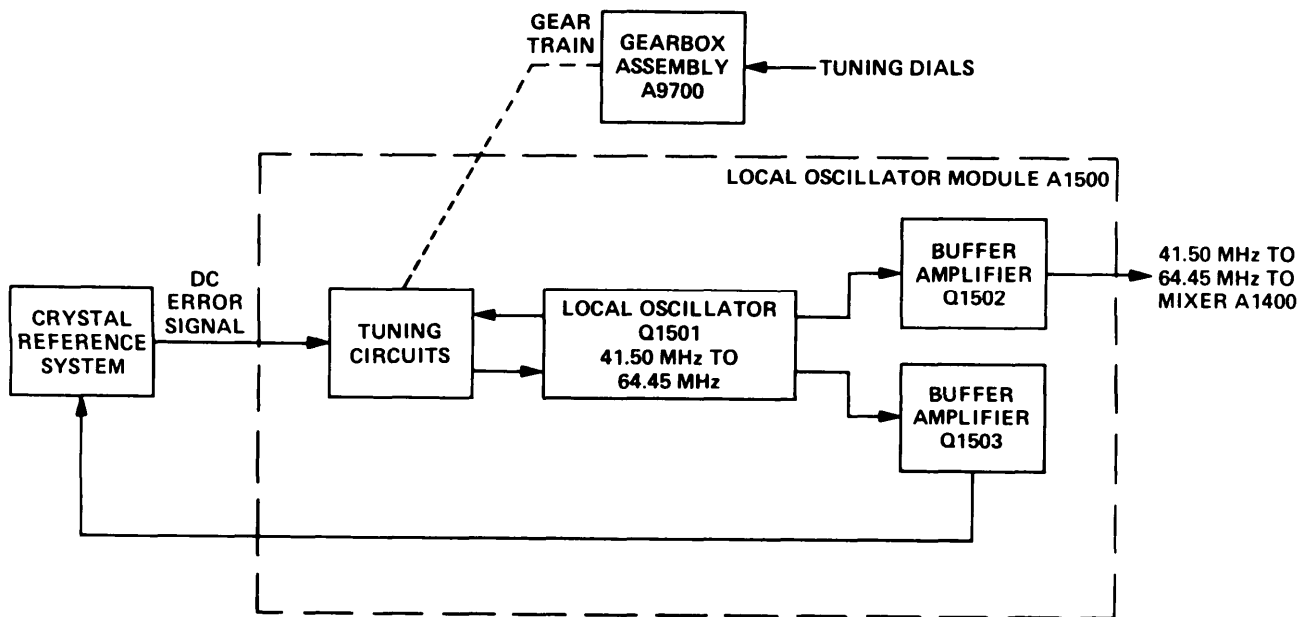 GEAR
TRAIN
GEARBOX
ASSEMBLY
A9700
TUNING DIALS
LOCAL OSCILLATOR MODULE A1500
CRYSTAL
REFERENCE
SYSTEM
DC
ERROR
SIGNAL
TUNING
CIRCUITS
LOCAL OSCILLATOR
Q1501
41.50 MHz TO
64.45 MHz
BUFFER
AMPLIFIER
Q1502
41.50 MHz TO
64.45 MHz TO
MIXER A1400
BUFFER
AMPLIFIER
Q1503